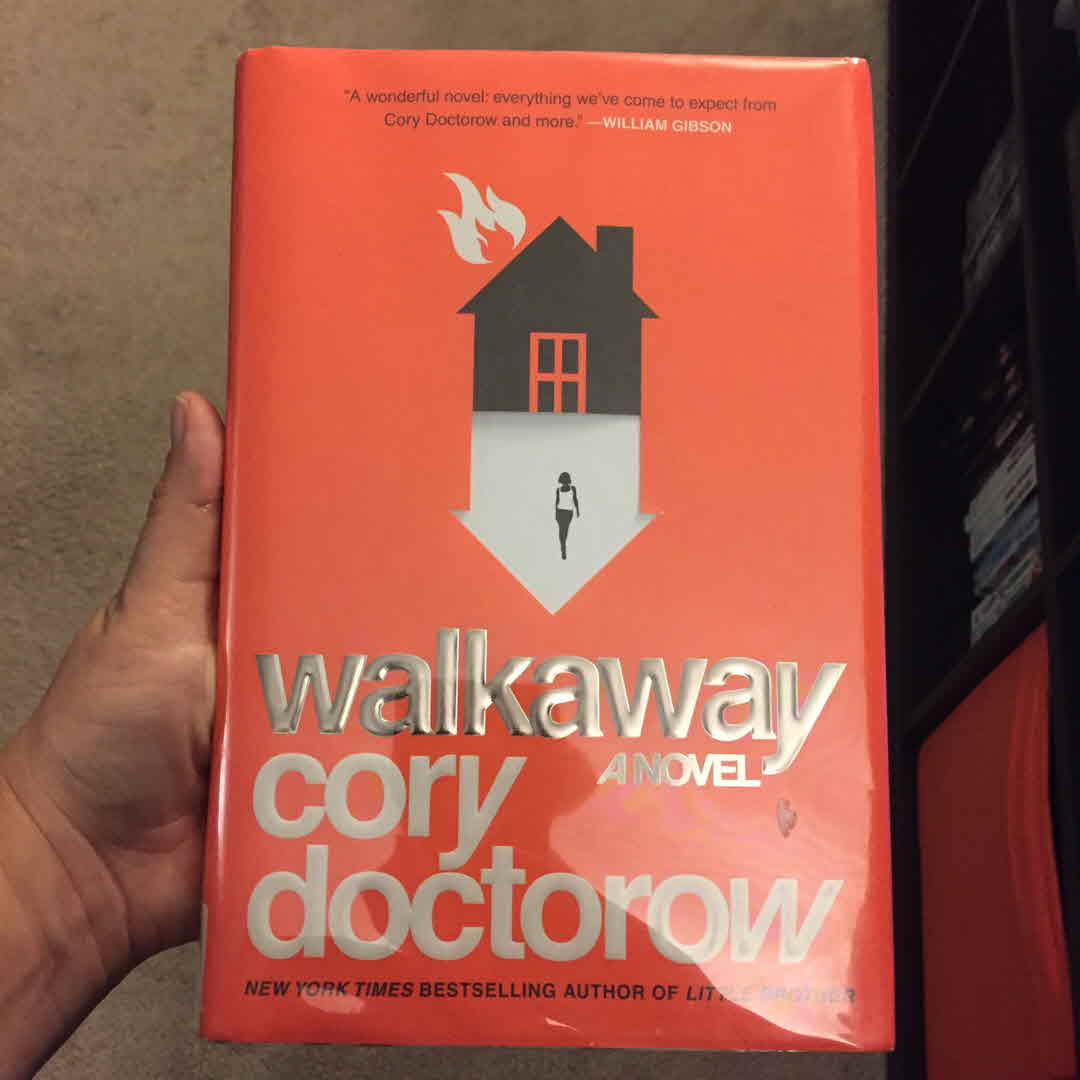 "A wonderful novel: everything we've come to expect from
Cory Doctorow and more." —WILLIAM GIBSON
walkaway
A NOVEL
cory
doctorow
NEW YORK TIMES BESTSELLING AUTHOR OF LITTLE BROTHER